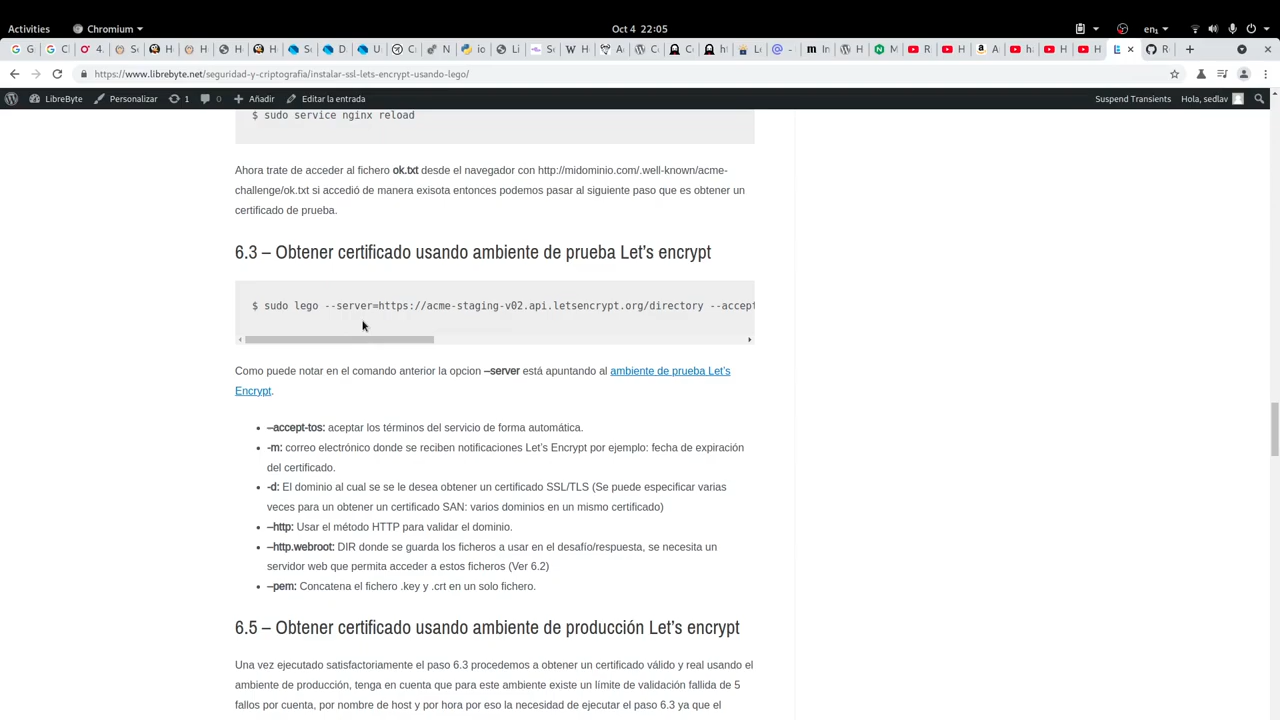 Activities
Chromium
Oct 4 22:05
en₁
https://www.librebyte.net/seguridad-y-criptografia/instalar-ssl-lets-encrypt-usando-lego/
LibreByte
Personalizar
1
0
Añadir
Editar la entrada
Suspend Transients
Hola, sedlav
$ sudo service nginx reload
Ahora trate de acceder al fichero ok.txt desde el navegador con http://midominio.com/.well-known/acme-
challenge/ok.txt si accedió de manera exisota entonces podemos pasar al siguiente paso que es obtener un
certificado de prueba.
6.3 – Obtener certificado usando ambiente de prueba Let’s encrypt
$ sudo lego --server=https://acme-staging-v02.api.letsencrypt.org/directory --accept
Como puede notar en el comando anterior la opcion –server está apuntando al ambiente de prueba Let’s
Encrypt.
–accept-tos: aceptar los términos del servicio de forma automática.
-m: correo electrónico donde se reciben notificaciones Let’s Encrypt por ejemplo: fecha de expiración
del certificado.
-d: El dominio al cual se se le desea obtener un certificado SSL/TLS (Se puede especificar varias
veces para un obtener un certificado SAN: varios dominios en un mismo certificado)
–http: Usar el método HTTP para validar el dominio.
–http.webroot: DIR donde se guarda los ficheros a usar en el desafío/respuesta, se necesita un
servidor web que permita acceder a estos ficheros (Ver 6.2)
–pem: Concatena el fichero .key y .crt en un solo fichero.
6.5 – Obtener certificado usando ambiente de producción Let’s encrypt
Una vez ejecutado satisfactoriamente el paso 6.3 procedemos a obtener un certificado válido y real usando el
ambiente de producción, tenga en cuenta que para este ambiente existe un límite de validación fallida de 5
fallos por cuenta, por nombre de host y por hora por eso la necesidad de ejecutar el paso 6.3 ya que el